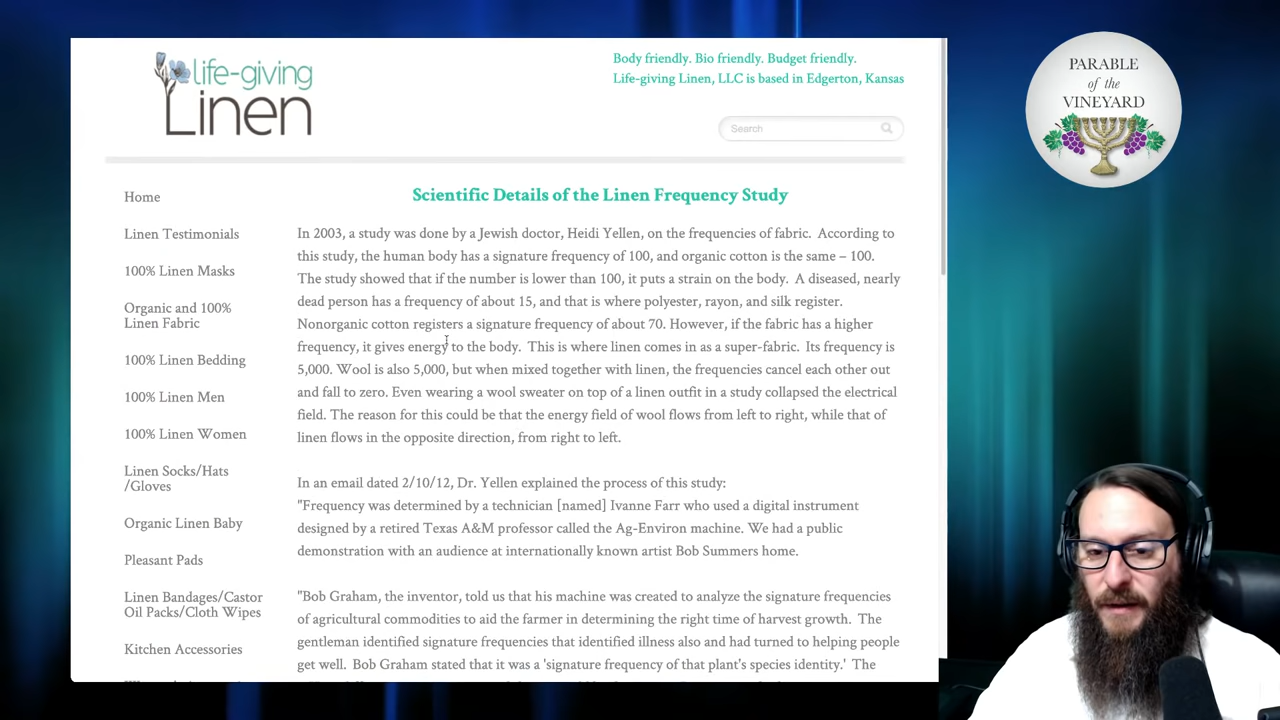 life-giving
Linen
Body friendly. Bio friendly. Budget friendly.
Life-giving Linen, LLC is based in Edgerton, Kansas
Search
PARABLE
of the
VINEYARD
Home
Linen Testimonials
100% Linen Masks
Organic and 100%
Linen Fabric
100% Linen Bedding
100% Linen Men
100% Linen Women
Linen Socks/Hats
/Gloves
Organic Linen Baby
Pleasant Pads
Linen Bandages/Castor
Oil Packs/Cloth Wipes
Kitchen Accessories
Scientific Details of the Linen Frequency Study
In 2003, a study was done by a Jewish doctor, Heidi Yellen, on the frequencies of fabric. According to
this study, the human body has a signature frequency of 100, and organic cotton is the same – 100.
The study showed that if the number is lower than 100, it puts a strain on the body. A diseased, nearly
dead person has a frequency of about 15, and that is where polyester, rayon, and silk register.
Nonorganic cotton registers a signature frequency of about 70. However, if the fabric has a higher
frequency, it gives energy to the body. This is where linen comes in as a super-fabric. Its frequency is
5,000. Wool is also 5,000, but when mixed together with linen, the frequencies cancel each other out
and fall to zero. Even wearing a wool sweater on top of a linen outfit in a study collapsed the electrical
field. The reason for this could be that the energy field of wool flows from left to right, while that of
linen flows in the opposite direction, from right to left.
In an email dated 2/10/12, Dr. Yellen explained the process of this study:
"Frequency was determined by a technician [named] Ivanne Farr who used a digital instrument
designed by a retired Texas A&M professor called the Ag-Environ machine. We had a public
demonstration with an audience at internationally known artist Bob Summers home.
"Bob Graham, the inventor, told us that his machine was created to analyze the signature frequencies
of agricultural commodities to aid the farmer in determining the right time of harvest growth. The
gentleman identified signature frequencies that identified illness also and had turned to helping people
get well. Bob Graham stated that it was a 'signature frequency of that plant's species identity.' The